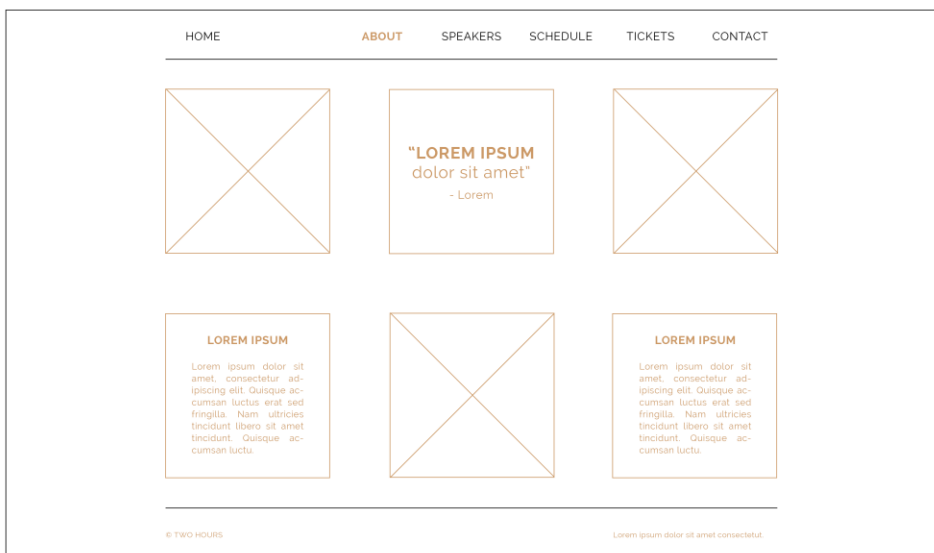 HOME ABOUT SPEAKERS SCHEDULE TICKETS CONTACT
“LOREM IPSUM
dolor sit amet”
- Lorem
LOREM IPSUM
Lorem ipsum dolor sit
amet, consectetur ad-
ipiscing elit. Quisque ac-
cumsan luctus erat sed
fringilla. Nam ultricies
tincidunt libero sit amet
tincidunt. Quisque ac-
cumsan luctu.
LOREM IPSUM
Lorem ipsum dolor sit
amet, consectetur ad-
ipiscing elit. Quisque ac-
cumsan luctus erat sed
fringilla. Nam ultricies
tincidunt libero sit amet
tincidunt. Quisque ac-
cumsan luctu.
© TWO HOURS
Lorem ipsum dolor sit amet consectetut.